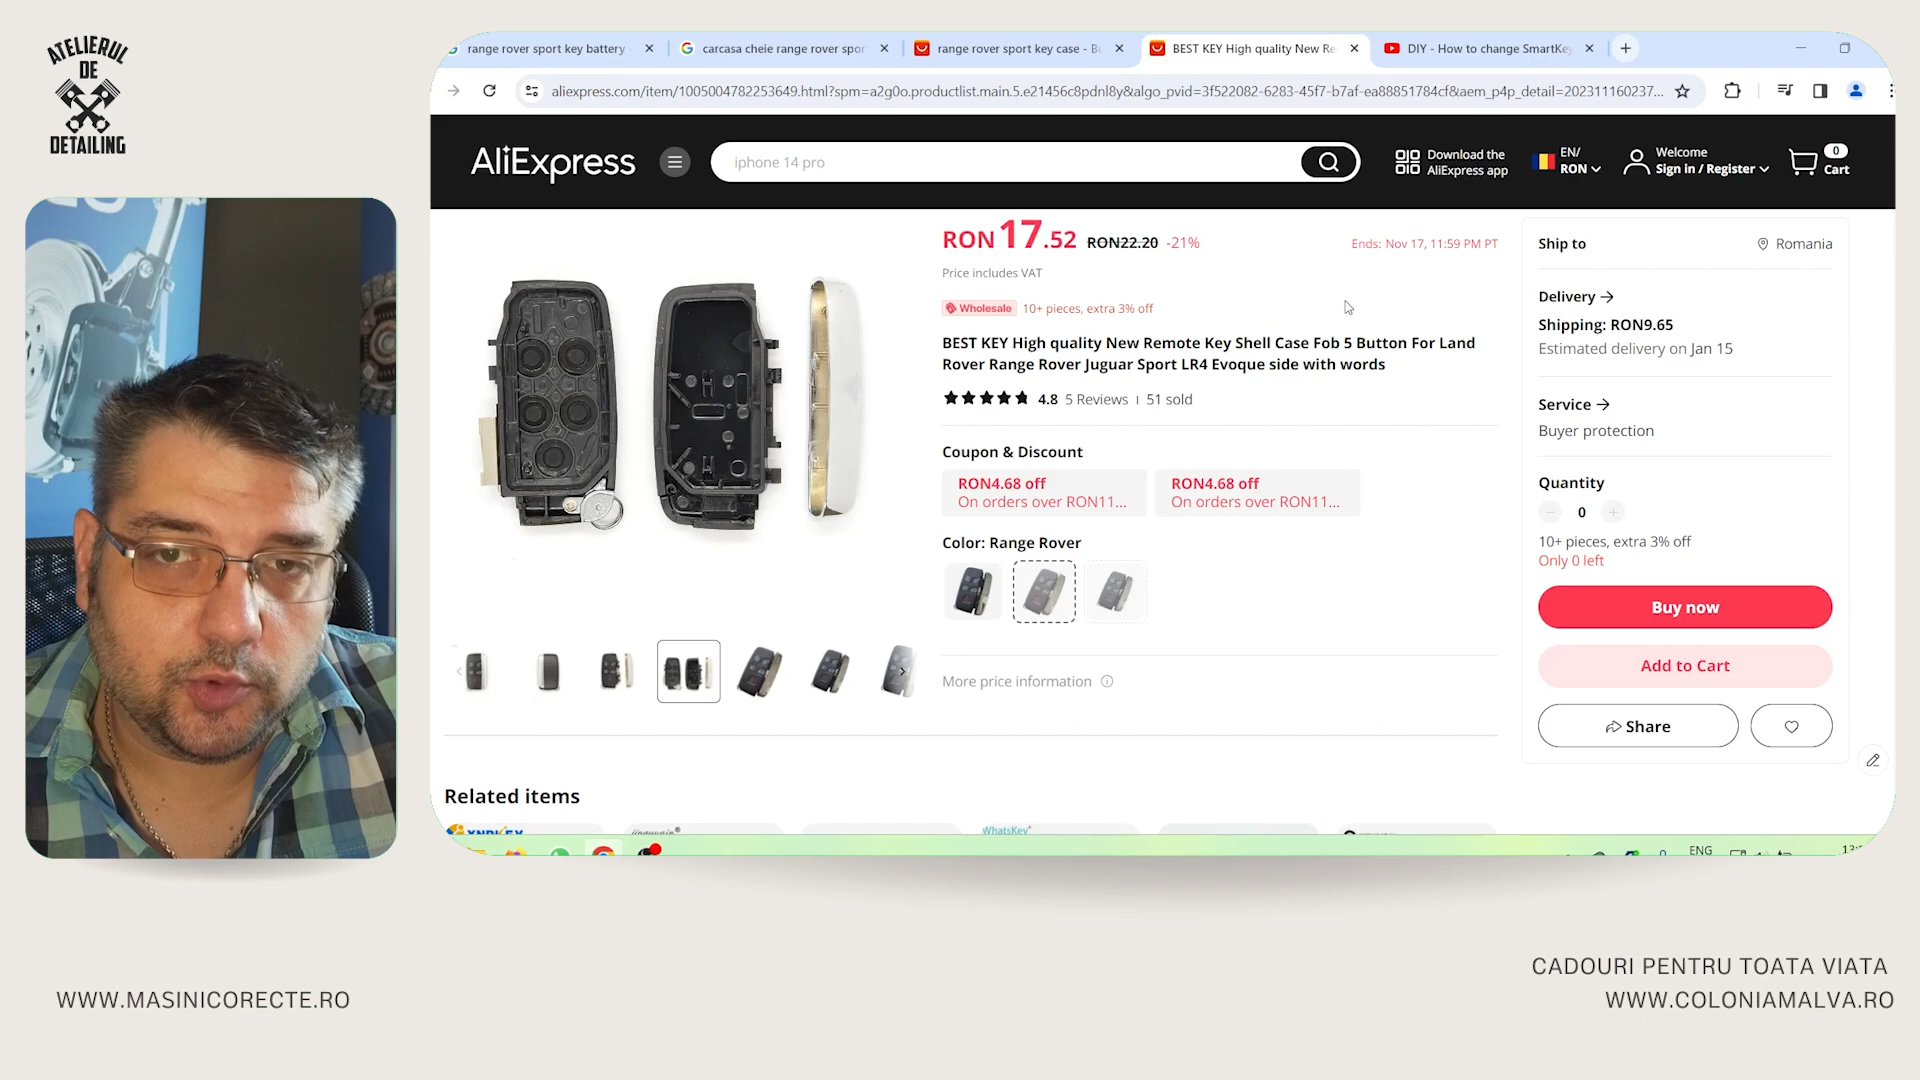 ATELIERUL
DE
DETAILING
range rover sport key battery
carcasa cheie range rover spor
range rover sport key case - Bu
BEST KEY High quality New Re
DIY - How to change SmartKey
aliexpress.com/item/1005004782253649.html?spm=a2g0o.productlist.main.5.e21456c8pdnl8y&algo_pvid=3f522082-6283-45f7-b7af-ea88851784cf&aem_p4p_detail=202311160237...
AliExpress
iphone 14 pro
Download the
AliExpress app
EN/
RON
Welcome
Sign in / Register
0
Cart
RON17.52 RON22.20 -21%
Ends: Nov 17, 11:59 PM PT
Price includes VAT
Wholesale 10+ pieces, extra 3% off
BEST KEY High quality New Remote Key Shell Case Fob 5 Button For Land
Rover Range Rover Juguar Sport LR4 Evoque side with words
4.8 5 Reviews | 51 sold
Coupon & Discount
RON4.68 off
On orders over RON11...
RON4.68 off
On orders over RON11...
Color: Range Rover
More price information
Ship to
Romania
Delivery
Shipping: RON9.65
Estimated delivery on Jan 15
Service
Buyer protection
Quantity
0
10+ pieces, extra 3% off
Only 0 left
Buy now
Add to Cart
Share
Related items
WhatsKey
ENG
WWW.MASINICORECTE.RO
CADOURI PENTRU TOATA VIATA
WWW.COLONIAMALVA.RO